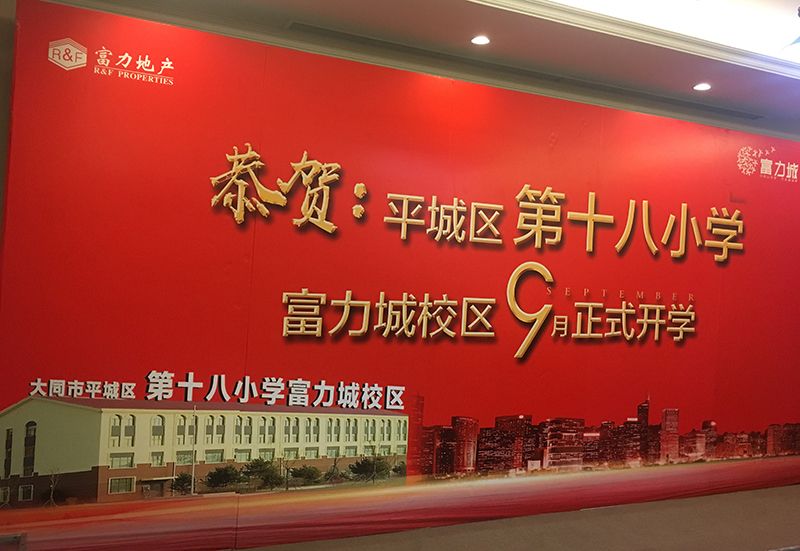 R&F
富力地产
R&F PROPERTIES
富力城
恭贺：平城区第十八小学
SEPTEMBER
富力城校区9月正式开学
大同市平城区 第十八小学富力城校区